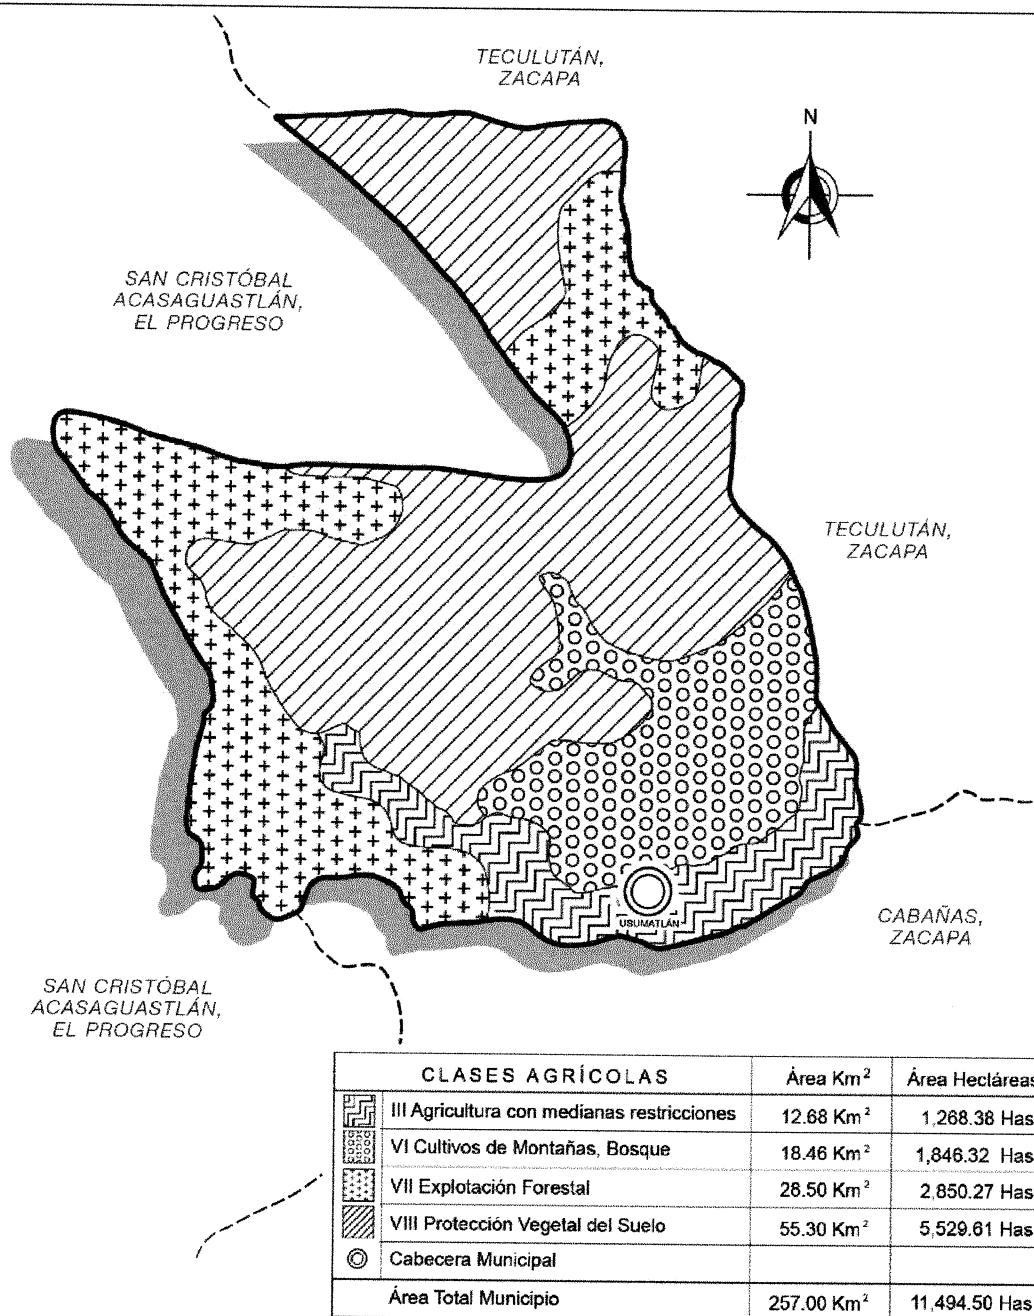 TECULUTÁN,
ZACAPA
N
SAN CRISTÓBAL
ACASAGUASTLÁN,
EL PROGRESO
TECULUTÁN,
ZACAPA
USUMATLÁN
CABAÑAS,
ZACAPA
SAN CRISTÓBAL
ACASAGUASTLÁN,
EL PROGRESO
CLASES AGRÍCOLAS Área Km² Área Hectáreas
III Agricultura con medianas restricciones 12.68 Km² 1,268.38 Has
VI Cultivos de Montañas, Bosque 18.46 Km² 1,846.32 Has
VII Explotación Forestal 28.50 Km² 2,850.27 Has
VIII Protección Vegetal del Suelo 55.30 Km² 5,529.61 Has
Cabecera Municipal
Área Total Municipio 257.00 Km² 11,494.50 Has